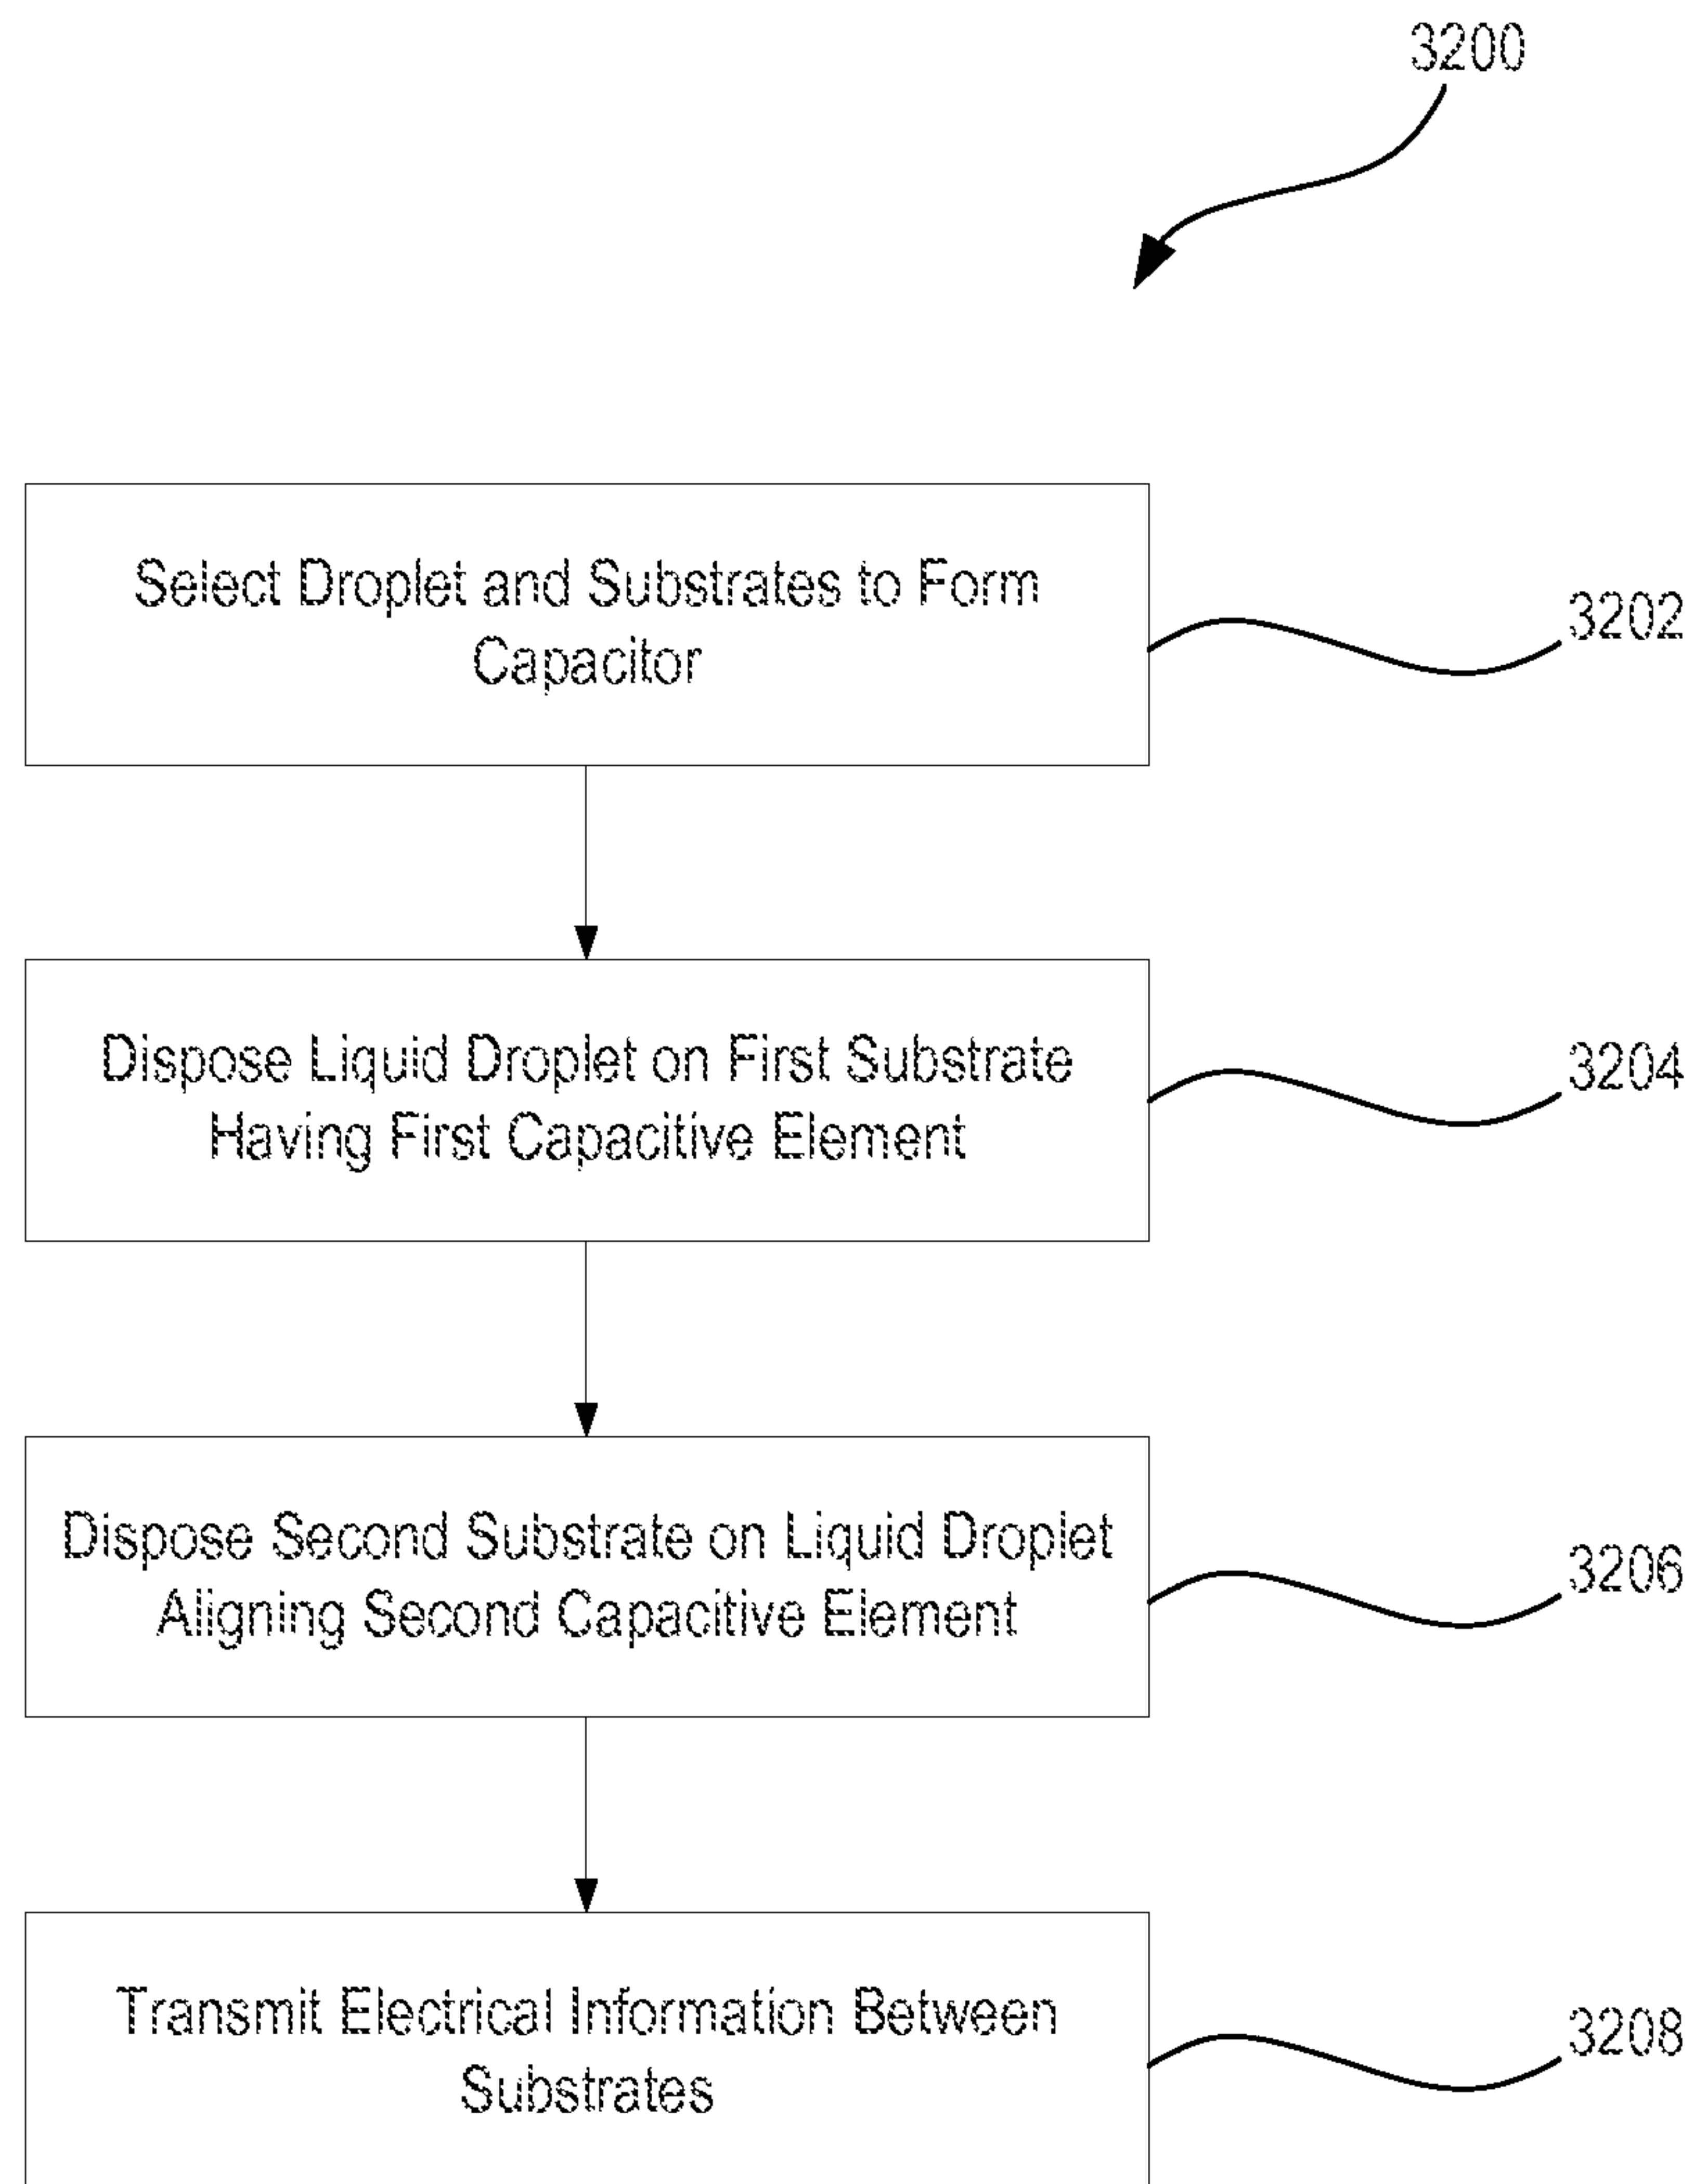 3200
Select Droplet and Substrates to Form
Capacitor
3202
Dispose Liquid Droplet on First Substrate
Having First Capacitive Element
3204
Dispose Second Substrate on Liquid Droplet
Aligning Second Capacitive Element
3206
Transmit Electrical Information Between
Substrates
3208